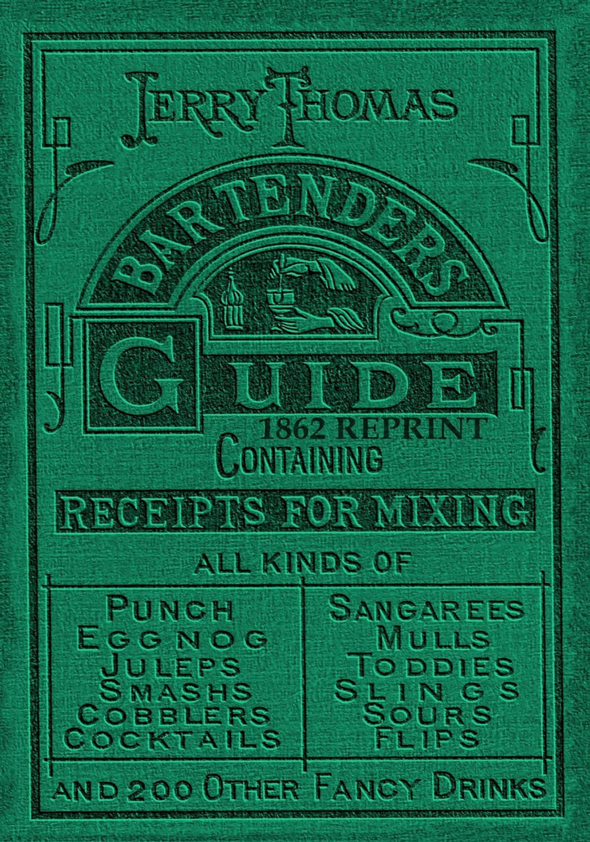 JERRY THOMAS
BARTENDERS
GUIDE
1862 REPRINT
CONTAINING
RECEIPTS FOR MIXING
ALL KINDS OF
PUNCH
EGGNOG
JULEPS
SMASHS
COBBLERS
COCKTAILS
SANGAREES
MULLS
TODDIES
SLINGS
SOURS
FLIPS
AND 200 OTHER FANCY DRINKS